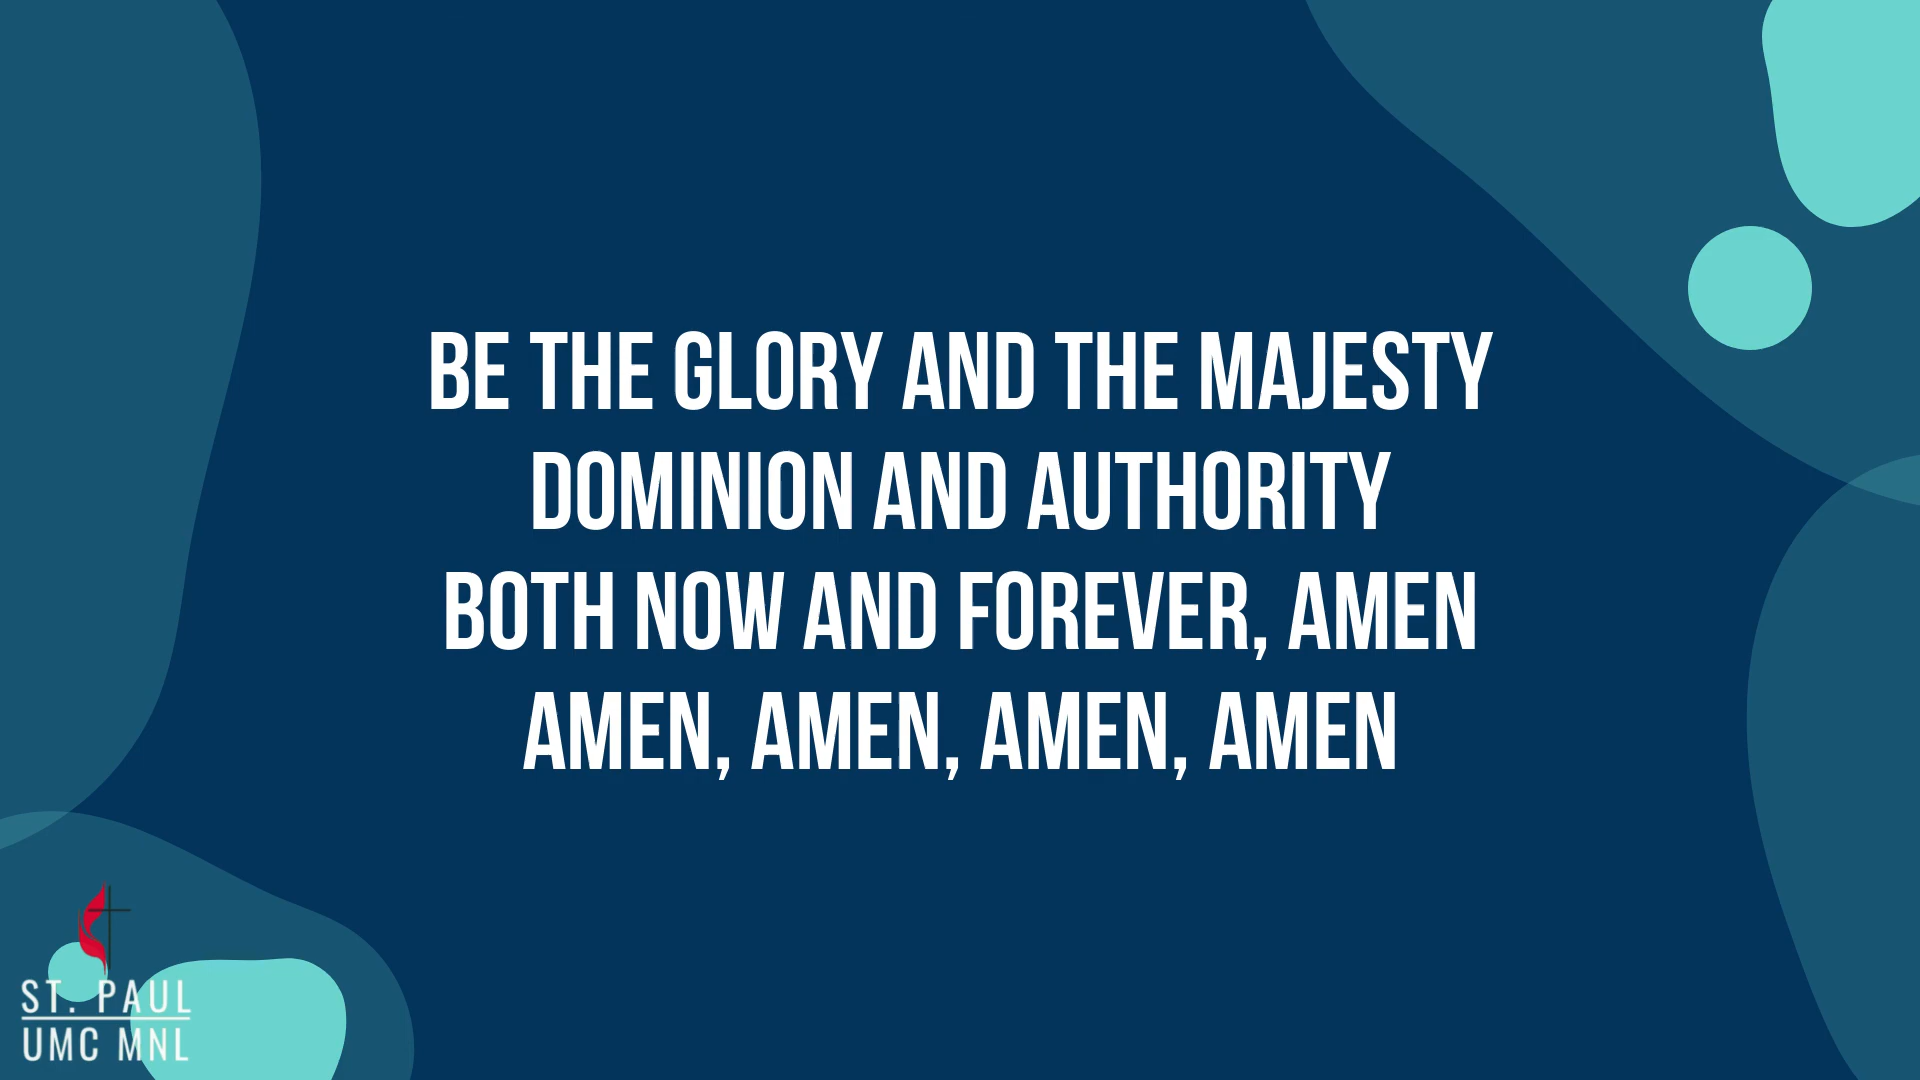 BE THE GLORY AND THE MAJESTY
DOMINION AND AUTHORITY
BOTH NOW AND FOREVER, AMEN
AMEN, AMEN, AMEN, AMEN
ST. PAUL
UMC MNL